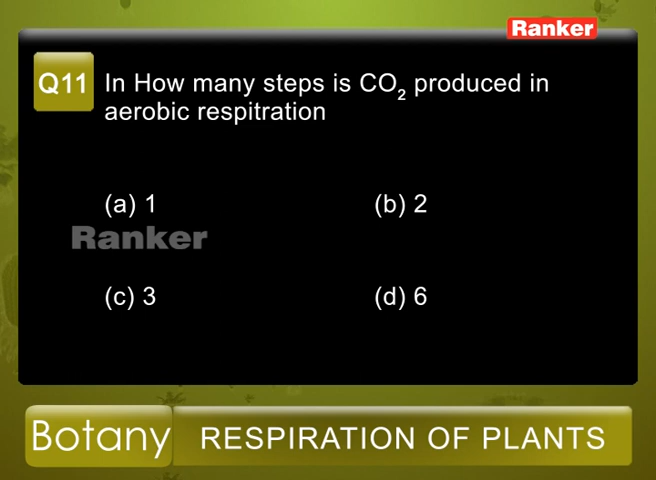 Ranker
Q11 In How many steps is CO₂ produced in
aerobic respitration
(a) 1 (b) 2
Ranker
(c) 3 (d) 6
Botany RESPIRATION OF PLANTS